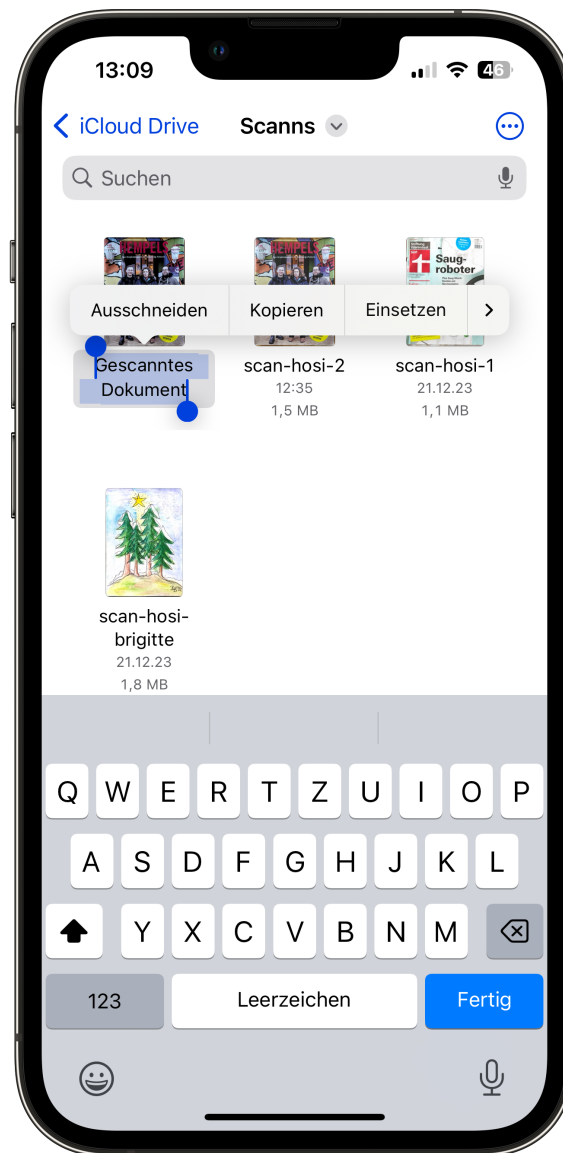 13:09
46
iCloud Drive
Scanns
Suchen
HEMPELS
HEMPELS
Saug-
roboter
Ausschneiden
Kopieren
Einsetzen
Gescanntes
Dokument
scan-hosi-2
12:35
1,5 MB
scan-hosi-1
21.12.23
1,1 MB
scan-hosi-
brigitte
21.12.23
1,8 MB
Q W E R T Z U I O P
A S D F G H J K L
Y X C V B N M
123
Leerzeichen
Fertig